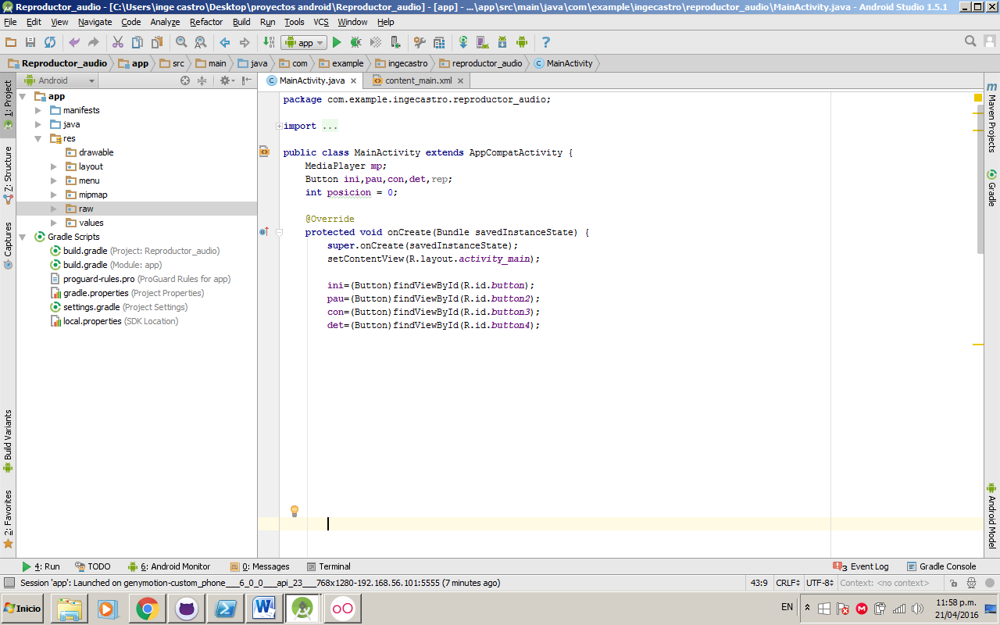 Reproductor_audio - [C:\Users\inge castro\Desktop\proyectos android\Reproductor_audio] - [app] - ...\app\src\main\java\com\example\ingecastro\reproductor_audio\MainActivity.java - Android Studio 1.5.1
File Edit View Navigate Code Analyze Refactor Build Run Tools VCS Window Help
app
Reproductor_audio app src main java com example ingecastro reproductor_audio MainActivity
Android
MainActivity.java content_main.xml
1: Project
7: Structure
Captures
Build Variants
2: Favorites
app
manifests
java
res
drawable
layout
menu
mipmap
raw
values
Gradle Scripts
build.gradle (Project: Reproductor_audio)
build.gradle (Module: app)
proguard-rules.pro (ProGuard Rules for app)
gradle.properties (Project Properties)
settings.gradle (Project Settings)
local.properties (SDK Location)
package com.example.ingecastro.reproductor_audio;
import ...
public class MainActivity extends AppCompatActivity {
MediaPlayer mp;
Button ini,pau,con,det,rep;
int posicion = 0;
@Override
protected void onCreate(Bundle savedInstanceState) {
super.onCreate(savedInstanceState);
setContentView(R.layout.activity_main);
ini=(Button)findViewById(R.id.button);
pau=(Button)findViewById(R.id.button2);
con=(Button)findViewById(R.id.button3);
det=(Button)findViewById(R.id.button4);
m Maven Projects
Gradle
Android Model
4: Run TODO 6: Android Monitor 0: Messages Terminal 3 Event Log Gradle Console
Session 'app': Launched on genymotion-custom_phone___6_0_0___api_23___768x1280-192.168.56.101:5555 (7 minutes ago) 43:9 CRLF UTF-8 Context: <no context>
Inicio EN 11:58 p.m.
21/04/2016